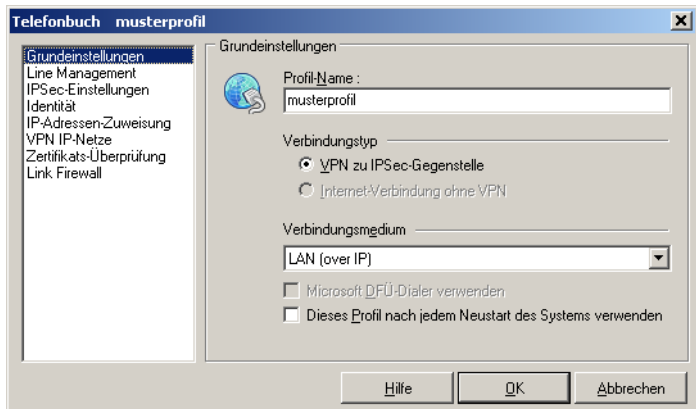 Telefonbuch musterprofil
Grundeinstellungen
Line Management
IPSec-Einstellungen
Identität
IP-Adressen-Zuweisung
VPN IP-Netze
Zertifikats-Überprüfung
Link Firewall
Grundeinstellungen
Profil-Name :
musterprofil
Verbindungstyp
VPN zu IPSec-Gegenstelle
Internet-Verbindung ohne VPN
Verbindungsmedium
LAN (over IP)
Microsoft DFÜ-Dialer verwenden
Dieses Profil nach jedem Neustart des Systems verwenden
Hilfe
OK
Abbrechen